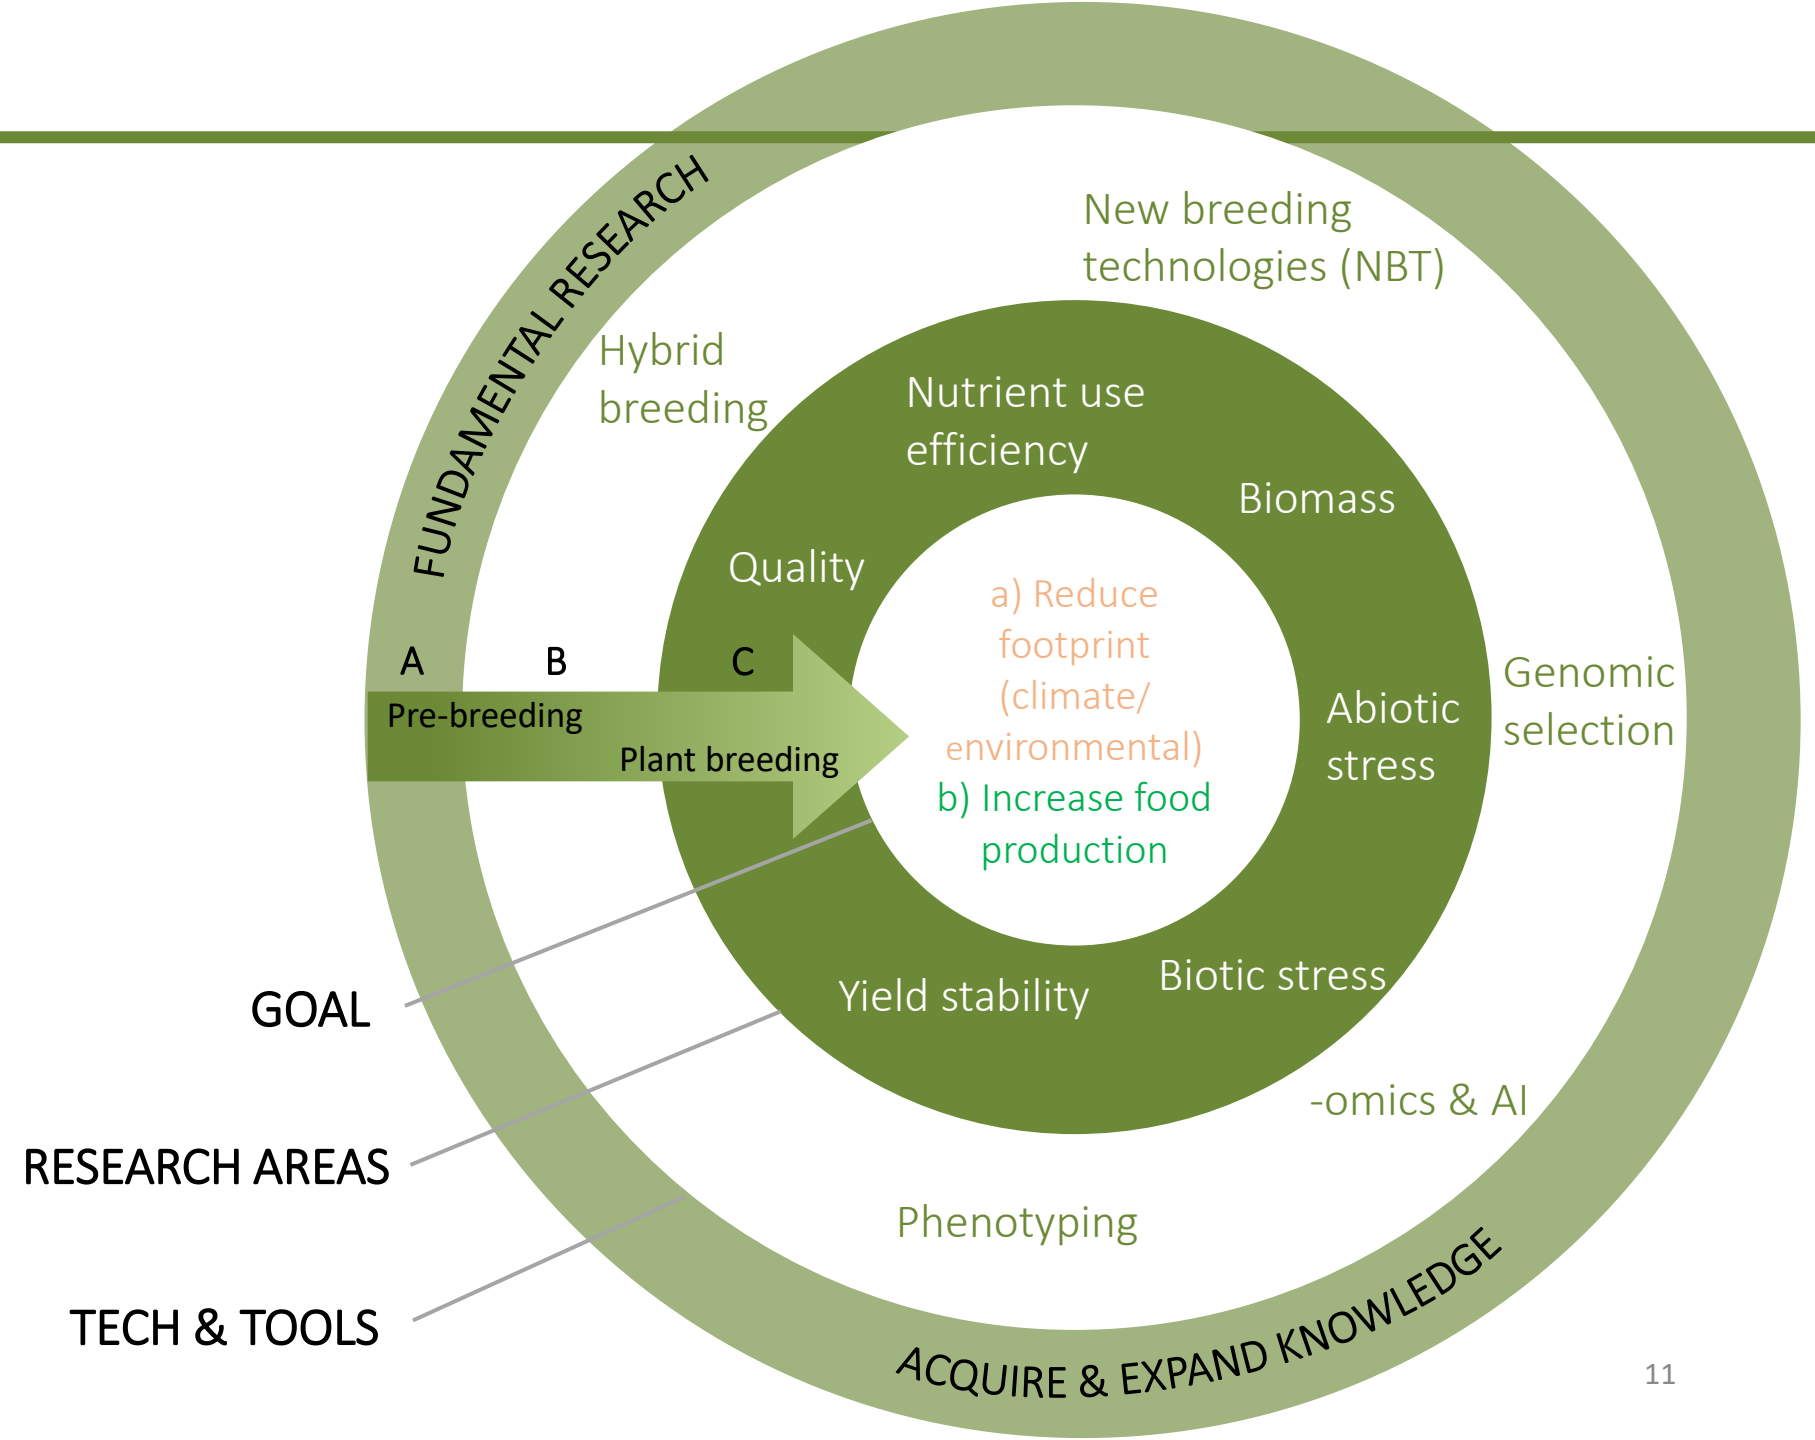 FUNDAMENTAL RESEARCH
New breeding
technologies (NBT)
Hybrid
breeding
Nutrient use
efficiency
Biomass
Quality
a) Reduce
footprint
(climate/
environmental)
b) Increase food
production
A
B
C
Pre-breeding
Plant breeding
Abiotic
stress
Genomic
selection
Yield stability
Biotic stress
-omics & AI
Phenotyping
GOAL
RESEARCH AREAS
TECH & TOOLS
ACQUIRE & EXPAND KNOWLEDGE
11